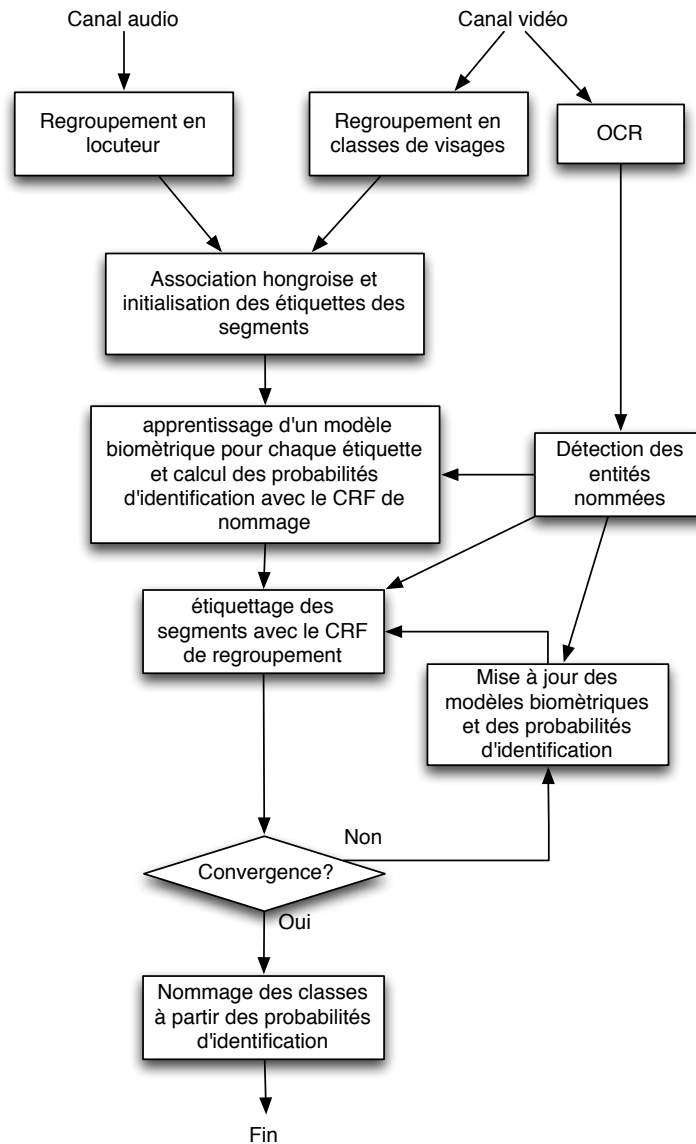 Canal audio
Canal vidéo
Regroupement en
locuteur
Regroupement en
classes de visages
OCR
Association hongroise et
initialisation des étiquettes des
segments
apprentissage d'un modèle
biomètrique pour chaque étiquette
et calcul des probabilités
d'identification avec le CRF de
nommage
Détection des
entités
nommées
étiquettage des
segments avec le CRF
de regroupement
Mise à jour des
modèles biomètriques
et des probabilités
d'identification
Non
Convergence?
Oui
Nommage des classes
à partir des probabilités
d'identification
Fin